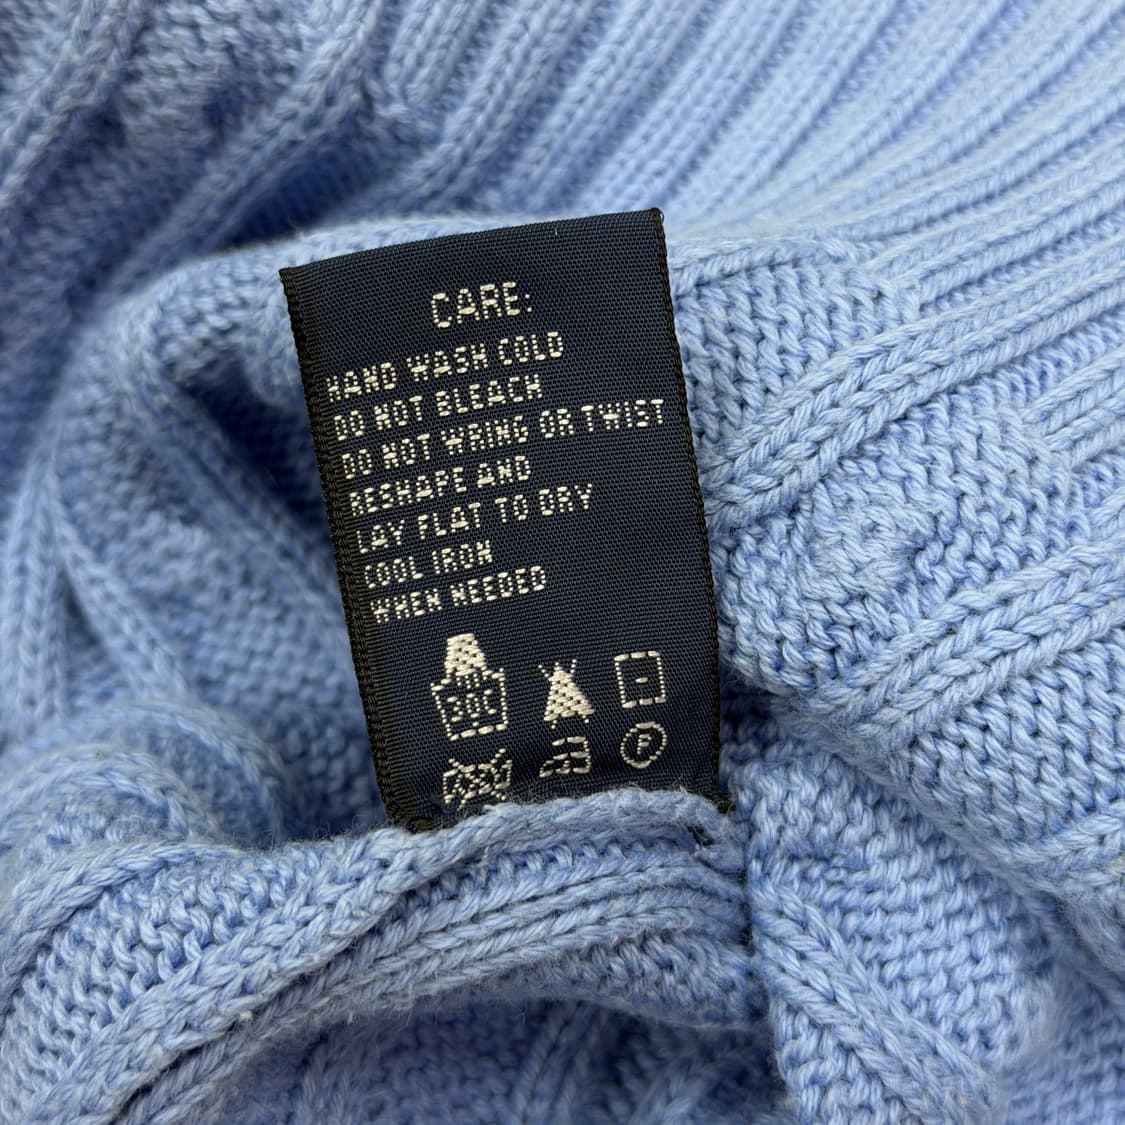 CARE:
HAND WASH COLD
DO NOT BLEACH
DO NOT WRING OR TWIST
RESHAPE AND
LAY FLAT TO DRY
COOL IRON
WHEN NEEDED
30C
P